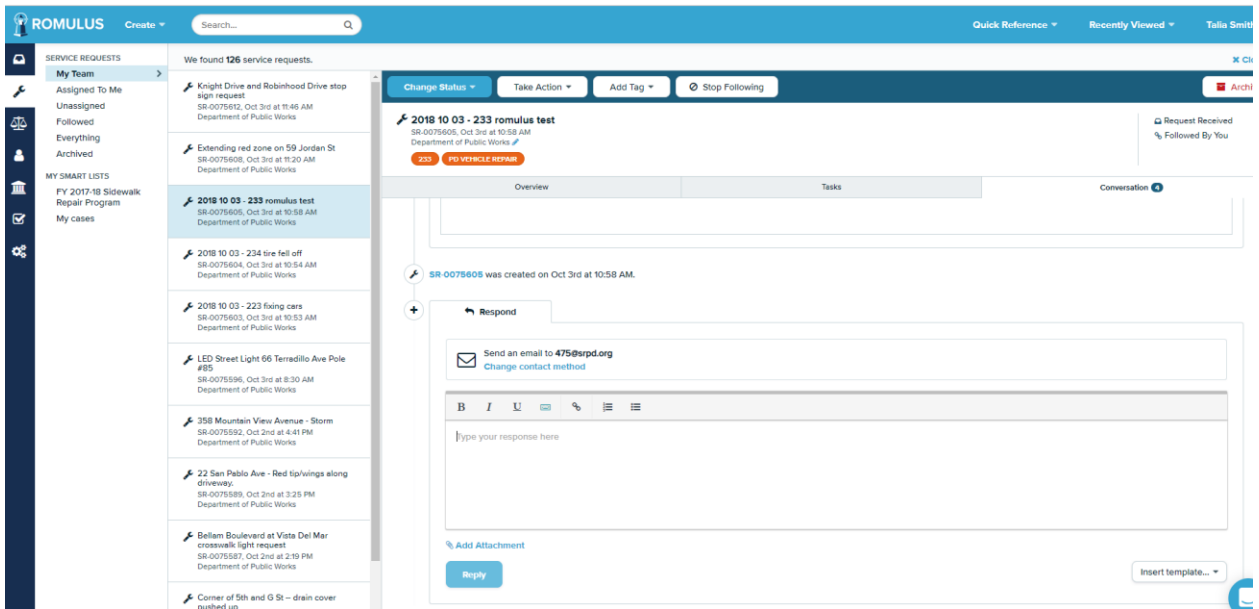 ROMULUS
Create
Search...
Quick Reference
Recently Viewed
Talia Smith
SERVICE REQUESTS
My Team
Assigned To Me
Unassigned
Followed
Everything
Archived
MY SMART LISTS
FY 2017-18 Sidewalk
Repair Program
My cases
We found 126 service requests.
Knight Drive and Robinhood Drive stop
sign request
SR-0075612, Oct 3rd at 11:46 AM
Department of Public Works
Extending red zone on 59 Jordan St
SR-0075608, Oct 3rd at 11:20 AM
Department of Public Works
2018 10 03 - 233 romulus test
SR-0075605, Oct 3rd at 10:58 AM
Department of Public Works
2018 10 03 - 234 tire fell off
SR-0075604, Oct 3rd at 10:54 AM
Department of Public Works
2018 10 03 - 223 fixing cars
SR-0075603, Oct 3rd at 10:53 AM
Department of Public Works
LED Street Light 66 Terradillo Ave Pole
#85
SR-0075596, Oct 3rd at 8:30 AM
Department of Public Works
358 Mountain View Avenue - Storm
SR-0075592, Oct 2nd at 4:41 PM
Department of Public Works
22 San Pablo Ave - Red tip/wings along
driveway.
SR-0075589, Oct 2nd at 3:25 PM
Department of Public Works
Bellam Boulevard at Vista Del Mar
crosswalk light request
SR-0075587, Oct 2nd at 2:19 PM
Department of Public Works
Corner of 5th and G St – drain cover
pushed up
Clo
Change Status
Take Action
Add Tag
Stop Following
Archi
2018 10 03 - 233 romulus test
SR-0075605, Oct 3rd at 10:58 AM
Department of Public Works
233
PD VEHICLE REPAIR
Request Received
Followed By You
Overview
Tasks
Conversation 4
SR-0075605 was created on Oct 3rd at 10:58 AM.
Respond
Send an email to 475@srpd.org
Change contact method
B I U
Type your response here
Add Attachment
Reply
Insert template...